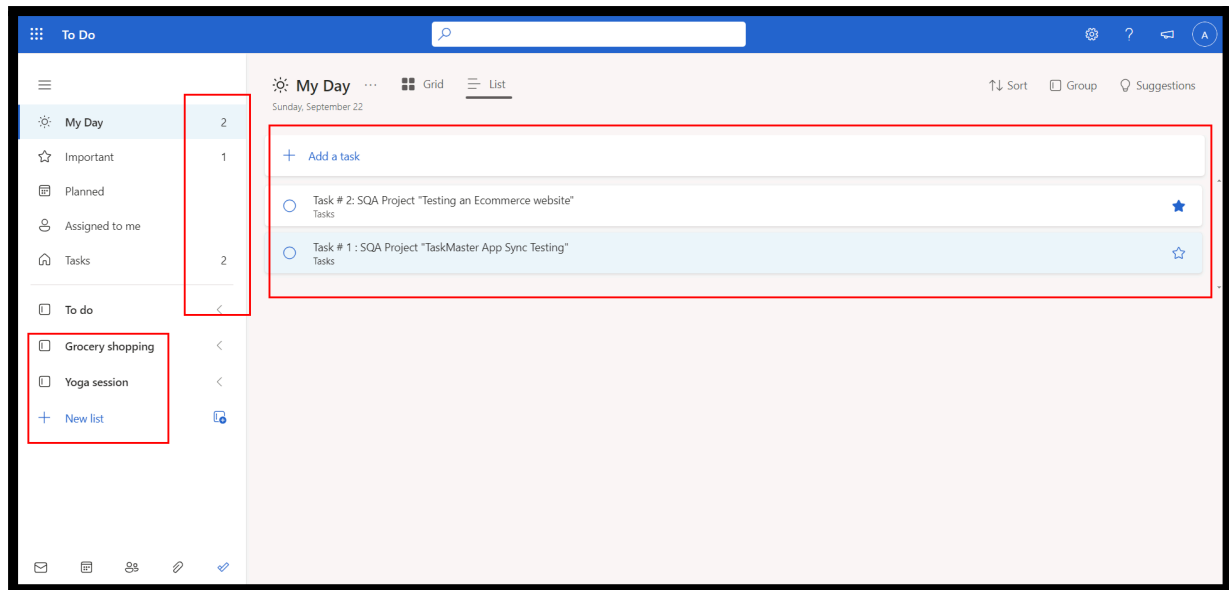 To Do
A
My Day 2
Important 1
Planned
Assigned to me
Tasks 2
To do
Grocery shopping
Yoga session
New list
My Day ... Grid List
Sort Group Suggestions
Sunday, September 22
Add a task
Task # 2: SQA Project "Testing an Ecommerce website"
Tasks
Task # 1 : SQA Project "TaskMaster App Sync Testing"
Tasks